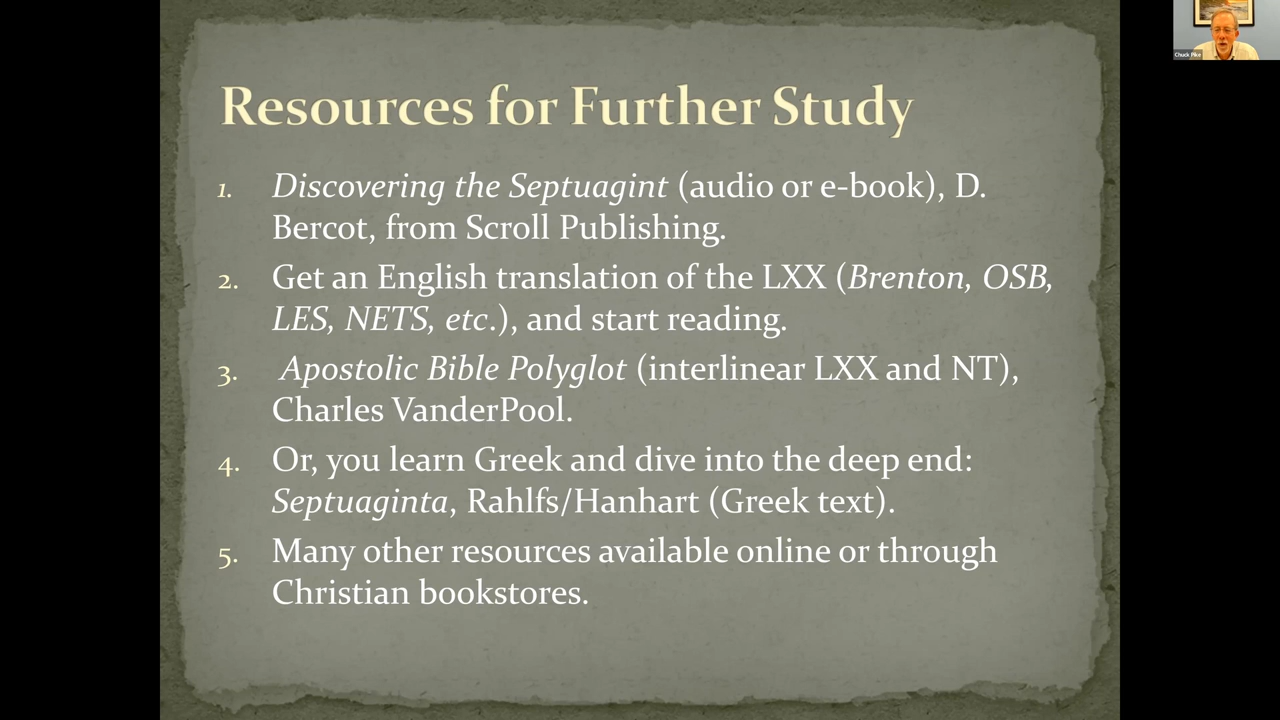 Resources for Further Study
1. Discovering the Septuagint (audio or e-book), D.
Bercot, from Scroll Publishing.
2. Get an English translation of the LXX (Brenton, OSB,
LES, NETS, etc.), and start reading.
3. Apostolic Bible Polyglot (interlinear LXX and NT),
Charles VanderPool.
4. Or, you learn Greek and dive into the deep end:
Septuaginta, Rahlfs/Hanhart (Greek text).
5. Many other resources available online or through
Christian bookstores.
Chuck Pike